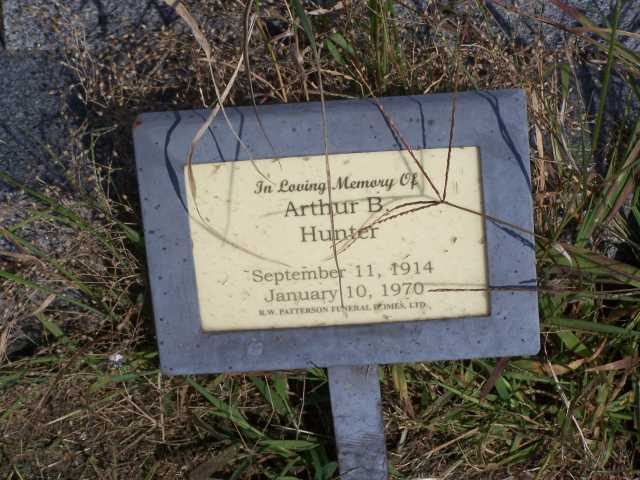 In Loving Memory Of
Arthur B.
Hunter
September 11, 1914
January 10, 1970
R.W. PATTERSON FUNERAL HOMES, LTD.